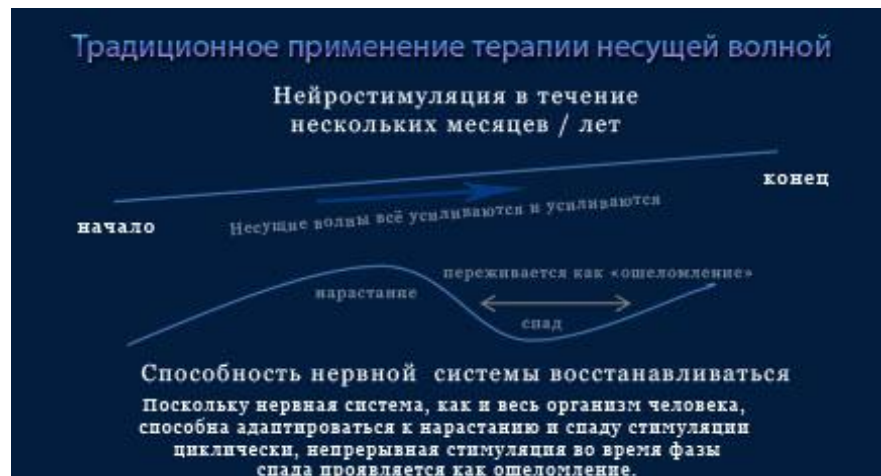 Традиционное применение терапии несущей волной
Нейростимуляция в течение
нескольких месяцев / лет
конец
начало
Несущие волны всё усиливаются и усиливаются
переживается как «ошеломление»
нарастание
спад
Способность нервной системы восстанавливаться
Поскольку нервная система, как и весь организм человека,
способна адаптироваться к нарастанию и спаду стимуляции
циклически, непрерывная стимуляция во время фазы
спада проявляется как ошеломление.